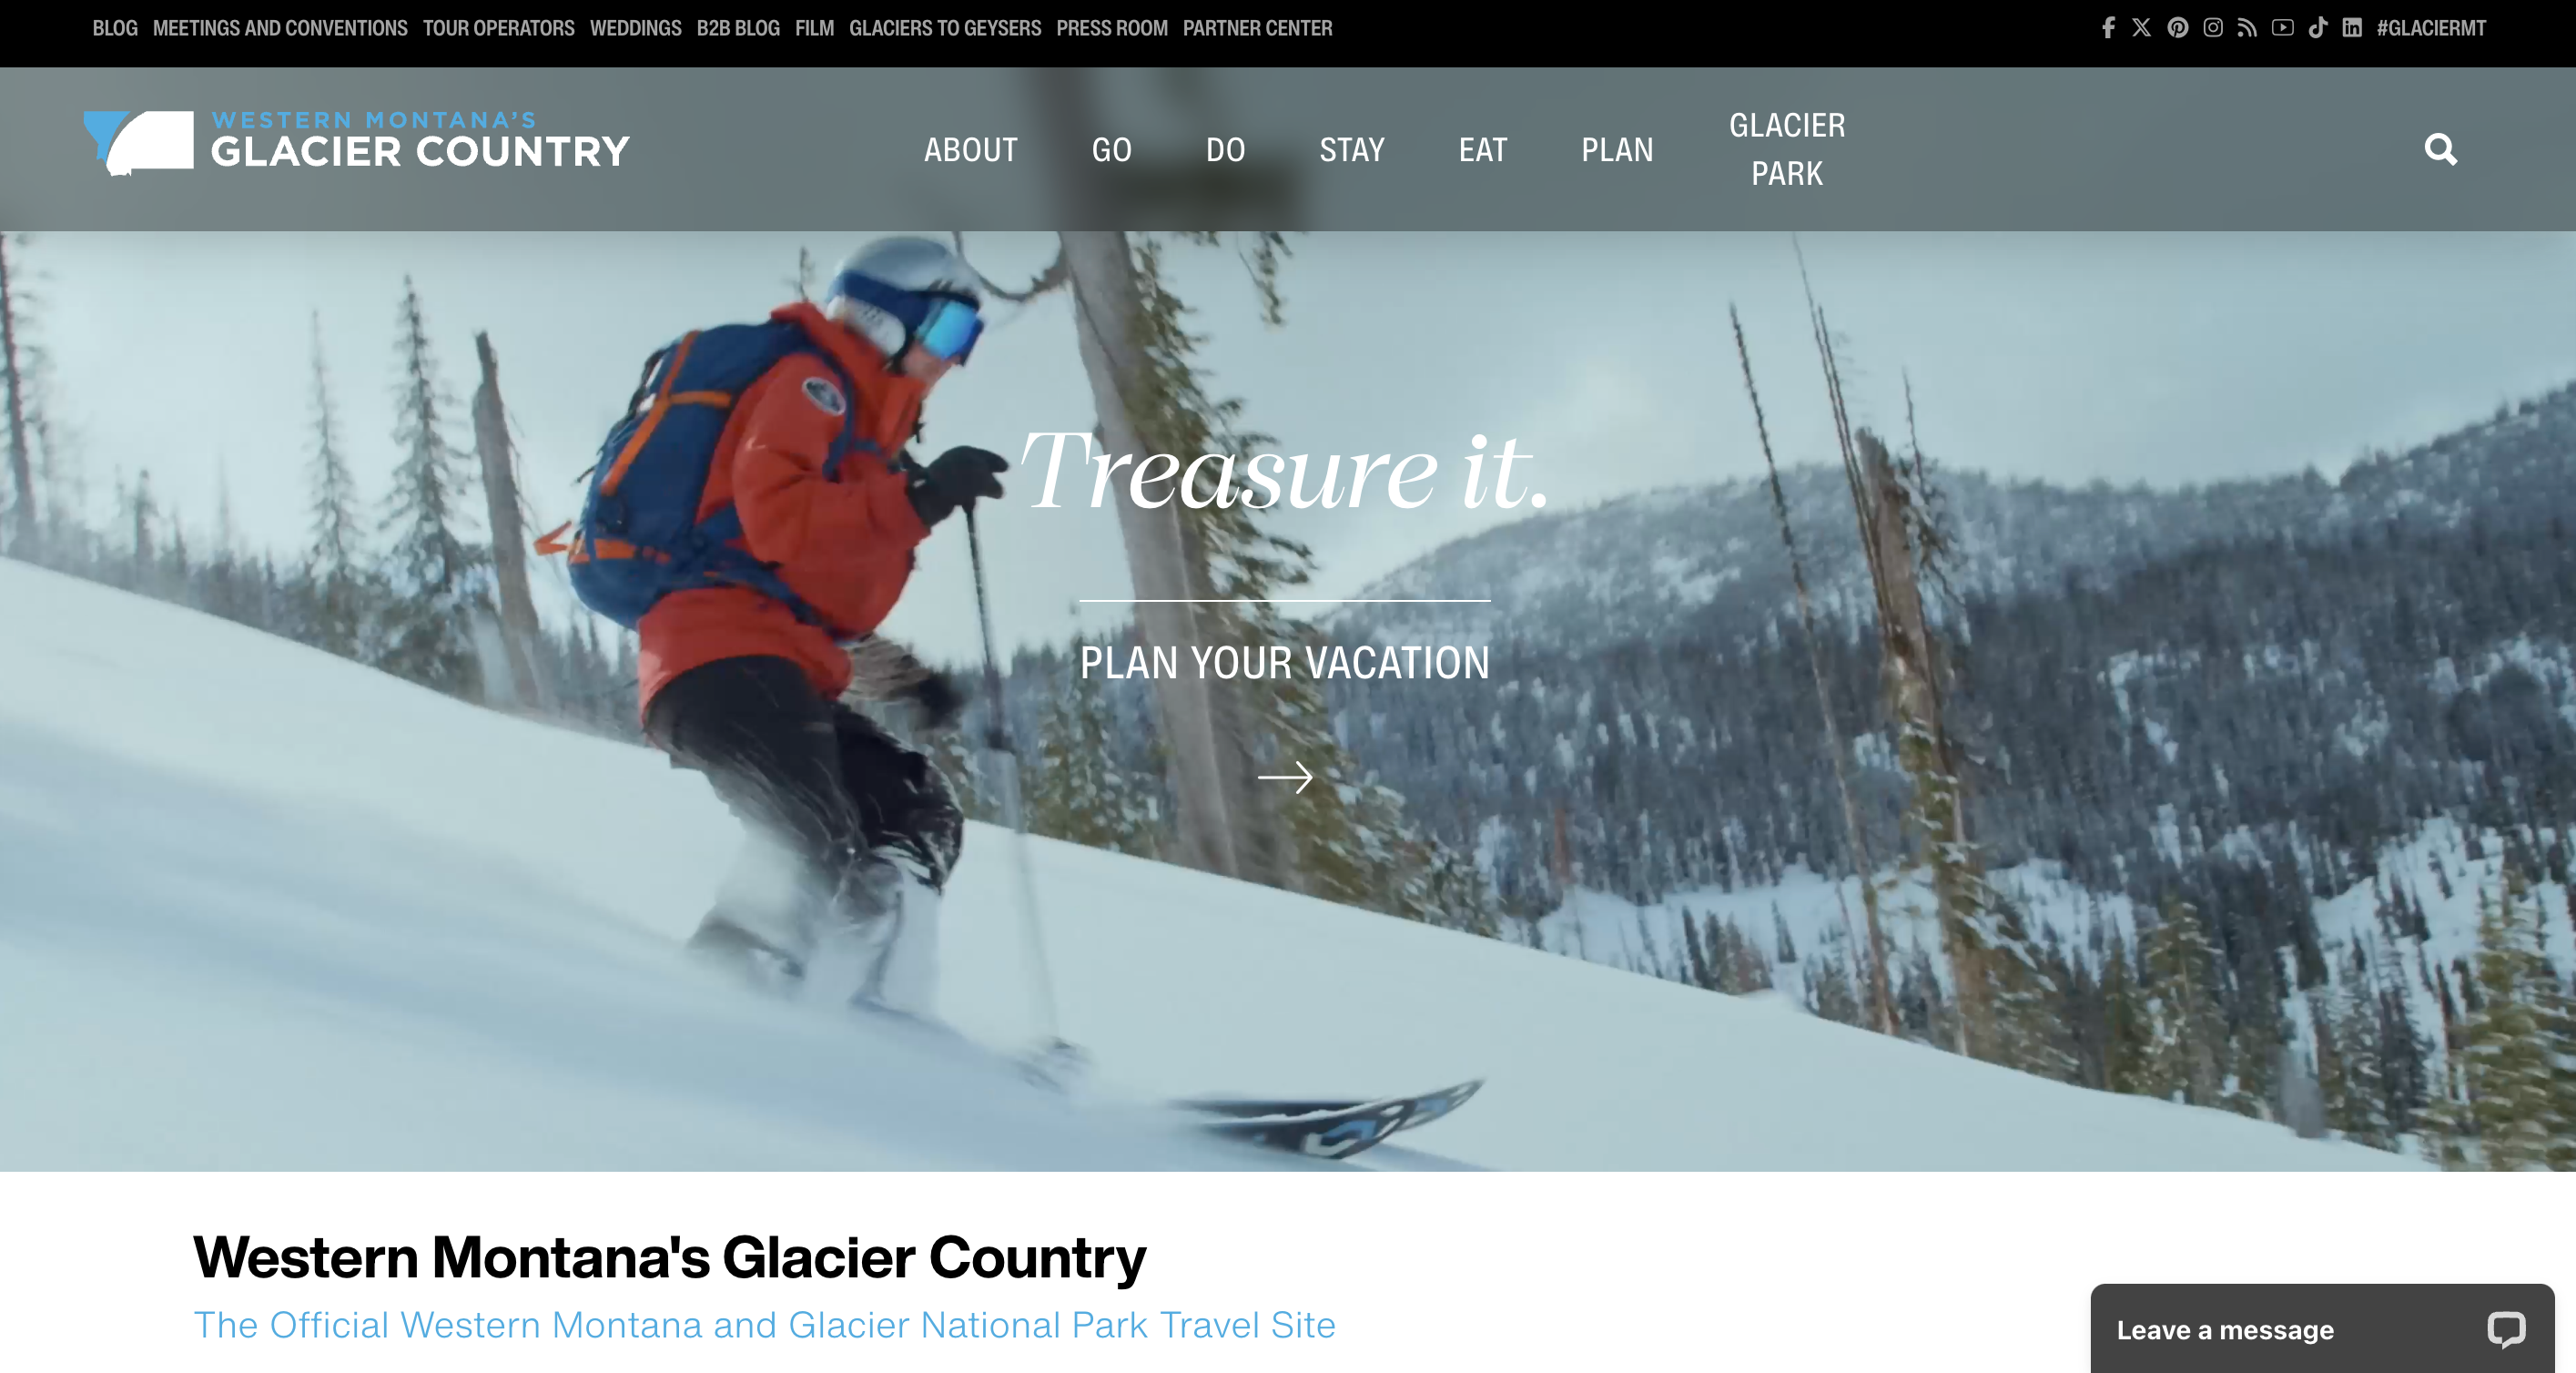 BLOG MEETINGS AND CONVENTIONS TOUR OPERATORS WEDDINGS B2B BLOG FILM GLACIERS TO GEYSERS PRESS ROOM PARTNER CENTER #GLACIERMT
WESTERN MONTANA'S
GLACIER COUNTRY
ABOUT GO DO STAY EAT PLAN GLACIER
PARK
Treasure it.
PLAN YOUR VACATION
Western Montana's Glacier Country
The Official Western Montana and Glacier National Park Travel Site
Leave a message